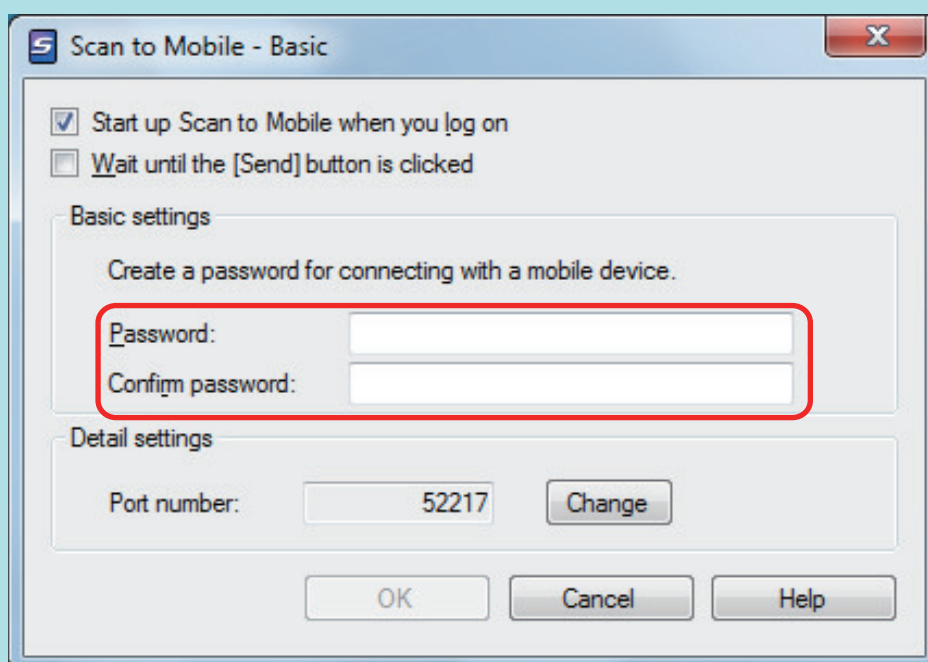 Scan to Mobile - Basic
Start up Scan to Mobile when you log on
Wait until the [Send] button is clicked
Basic settings
Create a password for connecting with a mobile device.
Password:
Confirm password:
Detail settings
Port number: 52217 Change
OK Cancel Help